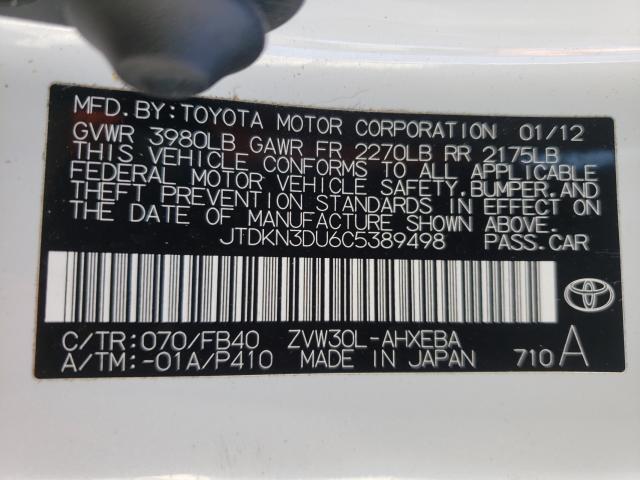 MFD. BY: TOYOTA MOTOR CORPORATION 01/12
GVWR 3980LB GAWR FR 2270LB RR 2175LB
THIS VEHICLE CONFORMS TO ALL APPLICABLE
FEDERAL MOTOR VEHICLE SAFETY, BUMPER, AND
THEFT PREVENTION STANDARDS IN EFFECT ON
THE DATE OF MANUFACTURE SHOWN ABOVE.
JTDKN3DU6C5389498 PASS. CAR
C/TR: 070/FB40 ZVW30L-AHXEBA
A/TM: -01A/P410 MADE IN JAPAN 710 A